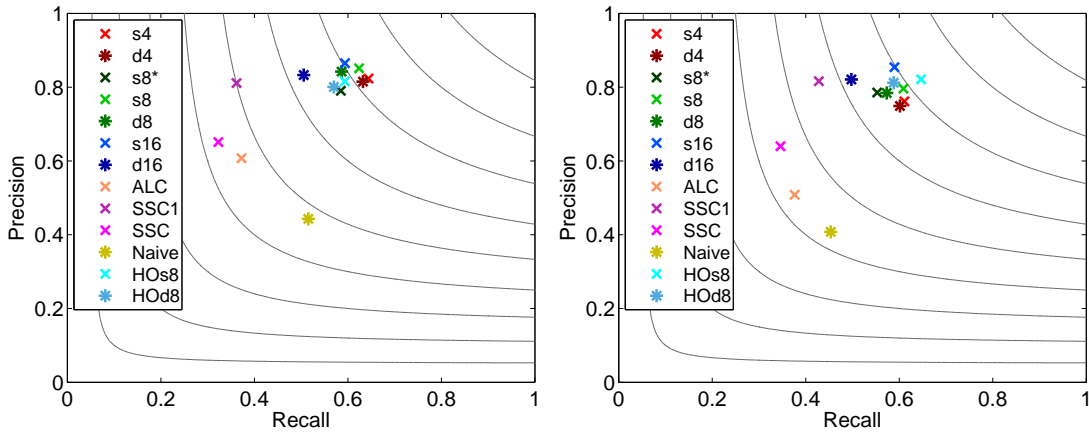 1
0.8
0.6
0.4
0.2
0
Precision
s4
d4
s8*
s8
d8
s16
d16
ALC
SSC1
SSC
Naive
HOs8
HOd8
0 0.2 0.4 0.6 0.8 1
Recall
1
0.8
0.6
0.4
0.2
0
Precision
s4
d4
s8*
s8
d8
s16
d16
ALC
SSC1
SSC
Naive
HOs8
HOd8
0 0.2 0.4 0.6 0.8 1
Recall